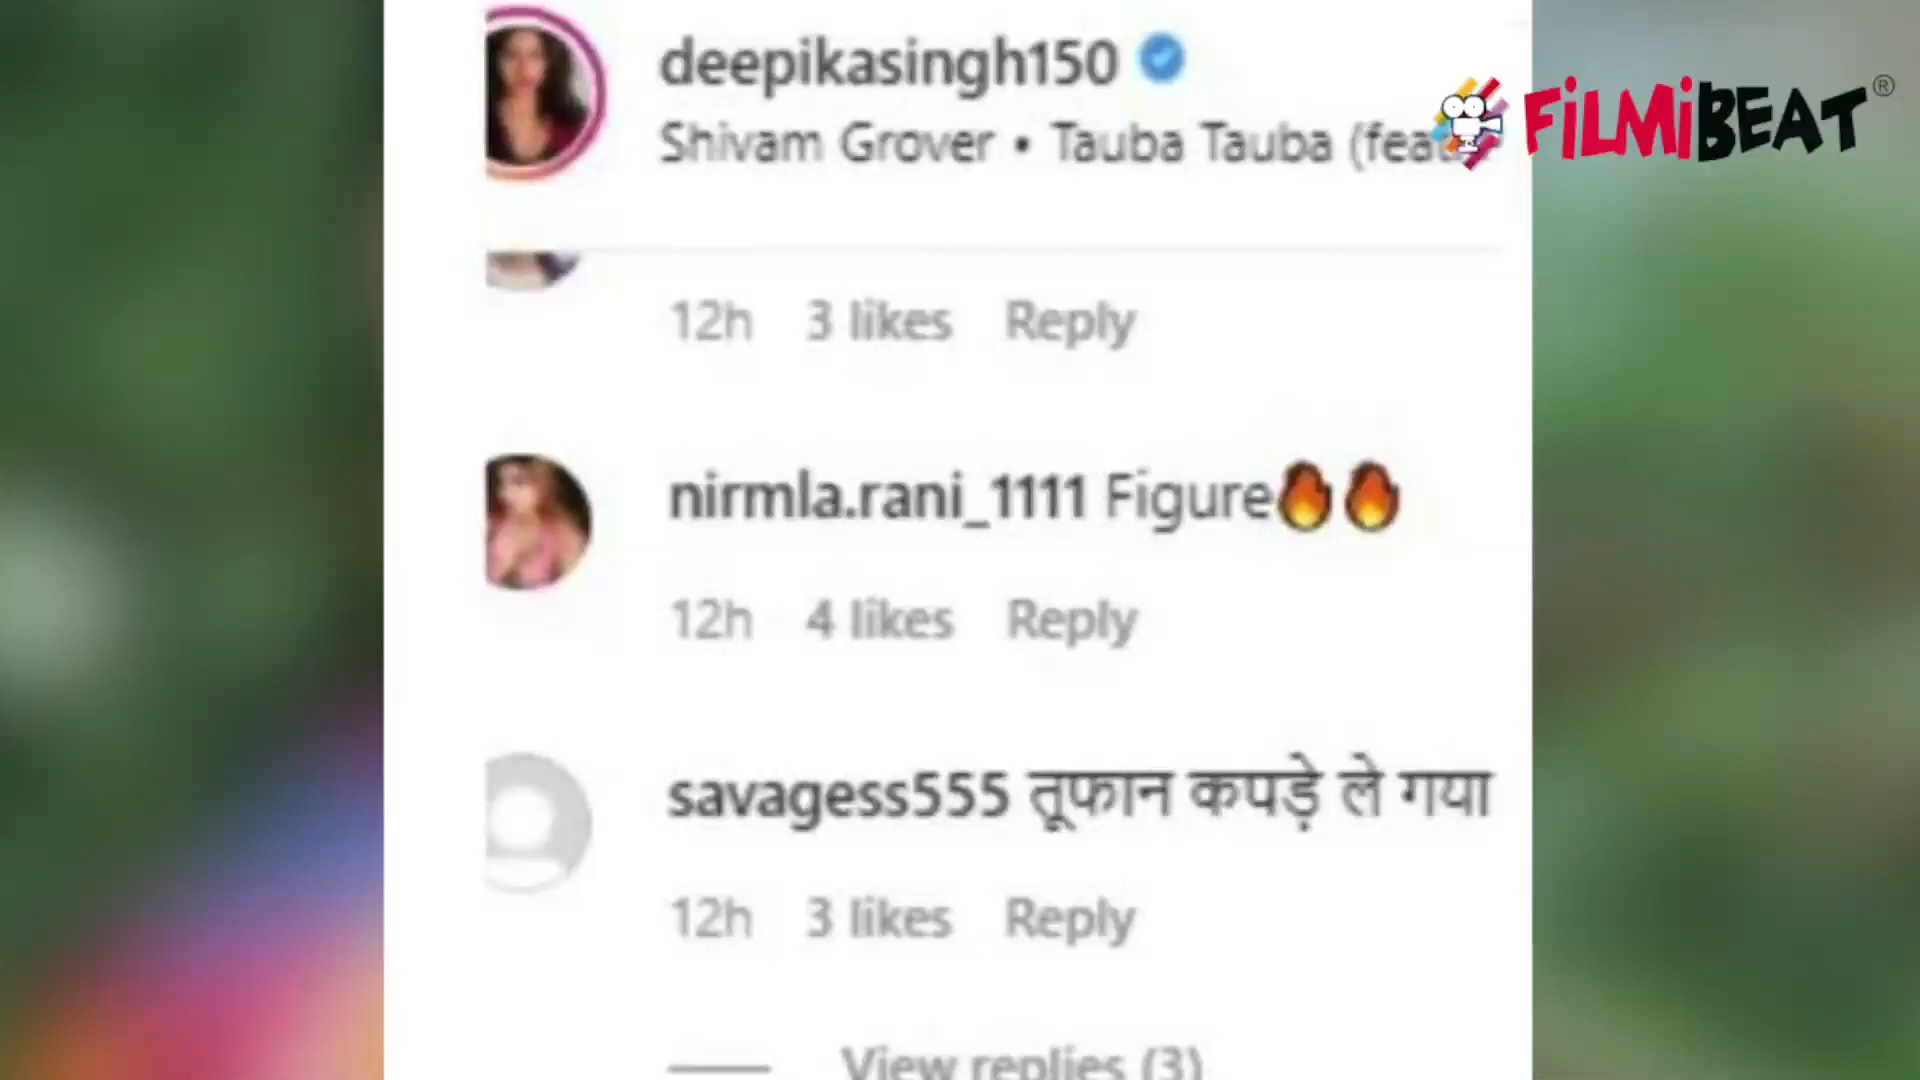 deepikasingh150
FiLMiBEAT®
Shivam Grover • Tauba Tauba (feat.
12h 3 likes Reply
nirmla.rani_1111 Figure🔥🔥
12h 4 likes Reply
savagess555 तूफान कपड़े ले गया
12h 3 likes Reply
View replies (3)